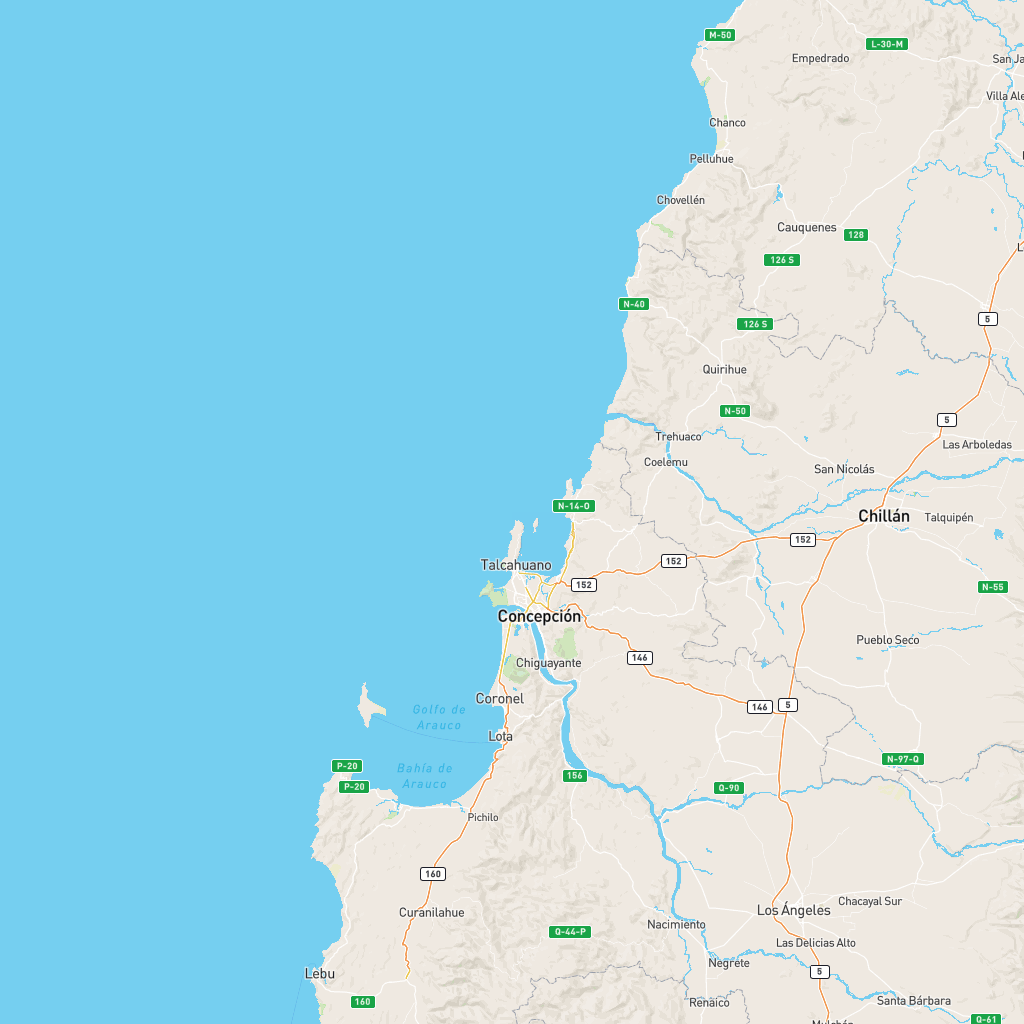 M-50
L-30-M
Empedrado
San Ja
Villa Ale
Chanco
Pelluhue
Chovellén
Cauquenes
128
L
126 S
N-40
5
126 S
Quirihue
N-50
5
Trehuaco
Las Arboledas
Coelemu
San Nicolás
N-14-O
Chillán
Talquipén
152
152
Talcahuano
152
N-55
Concepción
Pueblo Seco
146
Chiguayante
Coronel
146
5
Golfo de
Arauco
Lota
N-97-Q
P-20
Bahía de
Arauco
156
P-20
Q-90
Pichilo
160
Chacayal Sur
Curanilahue
Los Ángeles
Nacimiento
Q-44-P
Las Delicias Alto
Negrete
Lebu
5
160
Renaico
Santa Bárbara
Q-61
Mulchén